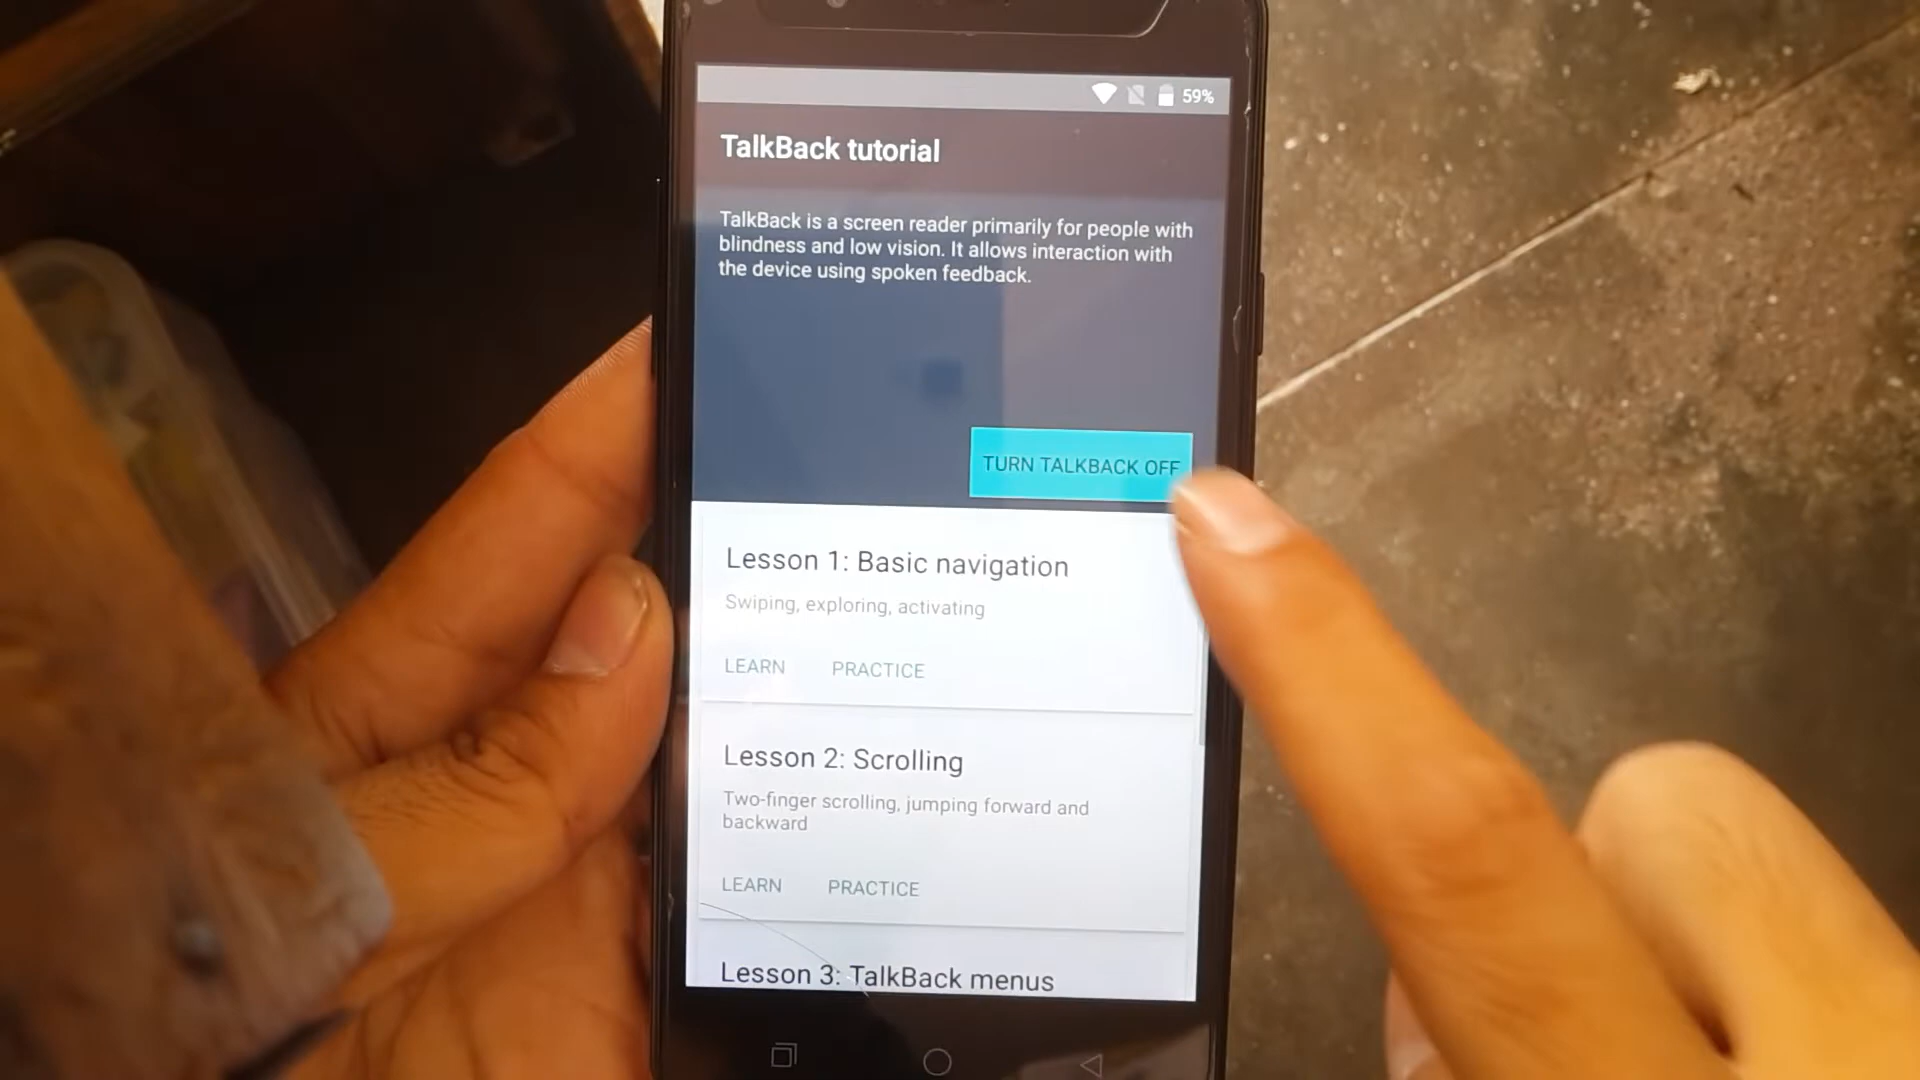 59%
TalkBack tutorial
TalkBack is a screen reader primarily for people with
blindness and low vision. It allows interaction with
the device using spoken feedback.
TURN TALKBACK OFF
Lesson 1: Basic navigation
Swiping, exploring, activating
LEARN PRACTICE
Lesson 2: Scrolling
Two-finger scrolling, jumping forward and
backward
LEARN PRACTICE
Lesson 3: TalkBack menus